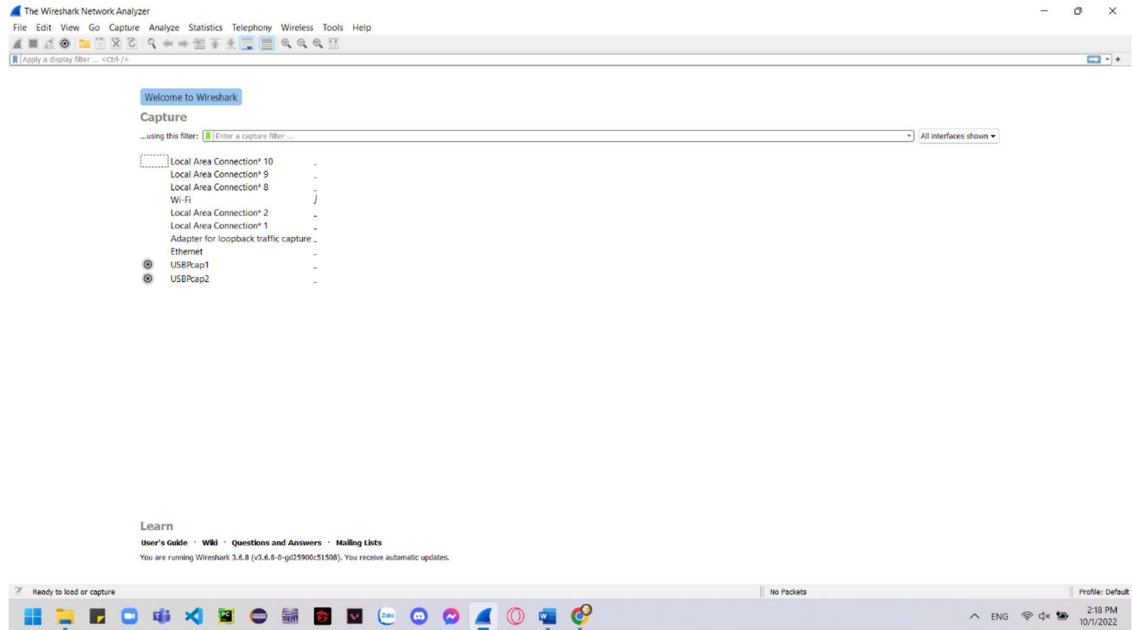 The Wireshark Network Analyzer
File Edit View Go Capture Analyze Statistics Telephony Wireless Tools Help
Apply a display filter ... <Ctrl-/>
Welcome to Wireshark
Capture
...using this filter: Enter a capture filter ... All interfaces shown
Local Area Connection* 10
Local Area Connection* 9
Local Area Connection* 8
Wi-Fi
Local Area Connection* 2
Local Area Connection* 1
Adapter for loopback traffic capture
Ethernet
USBPcap1
USBPcap2
Learn
User's Guide · Wiki · Questions and Answers · Mailing Lists
You are running Wireshark 3.6.8 (v3.6.8-0-gd25900c51508). You receive automatic updates.
Ready to load or capture No Packets Profile: Default
Zalo
ENG 2:18 PM
10/1/2022